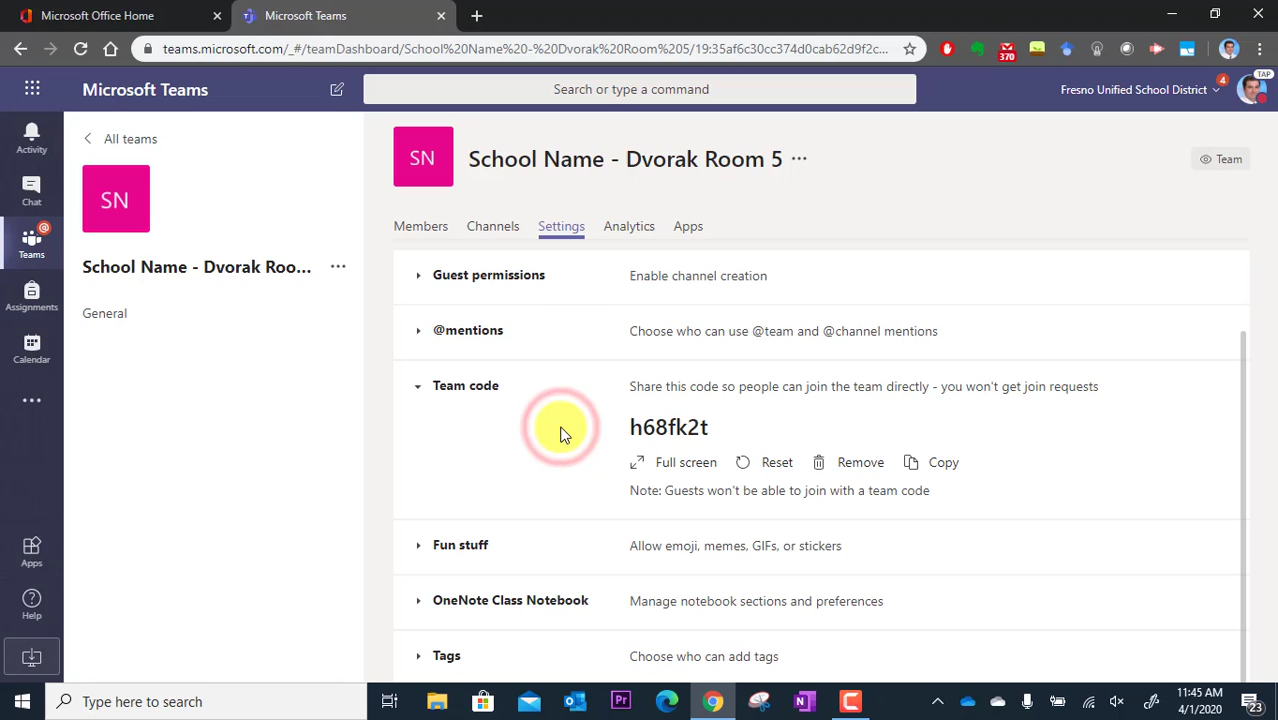 Microsoft Office Home
Microsoft Teams
teams.microsoft.com/_#/teamDashboard/School%20Name%20-%20Dvorak%20Room%205/19:35af6c30cc374d0cab62d9f2c...
370
Microsoft Teams
Search or type a command
Fresno Unified School District
4
TAP
Activity
Chat
Teams
Assignments
Calendar
Apps
Help
All teams
SN
School Name - Dvorak Roo...
General
SN
School Name - Dvorak Room 5
Team
Members
Channels
Settings
Analytics
Apps
Guest permissions
Enable channel creation
@mentions
Choose who can use @team and @channel mentions
Team code
Share this code so people can join the team directly - you won't get join requests
h68fk2t
Full screen
Reset
Remove
Copy
Note: Guests won't be able to join with a team code
Fun stuff
Allow emoji, memes, GIFs, or stickers
OneNote Class Notebook
Manage notebook sections and preferences
Tags
Choose who can add tags
Type here to search
Pr
N
11:45 AM
4/1/2020
23